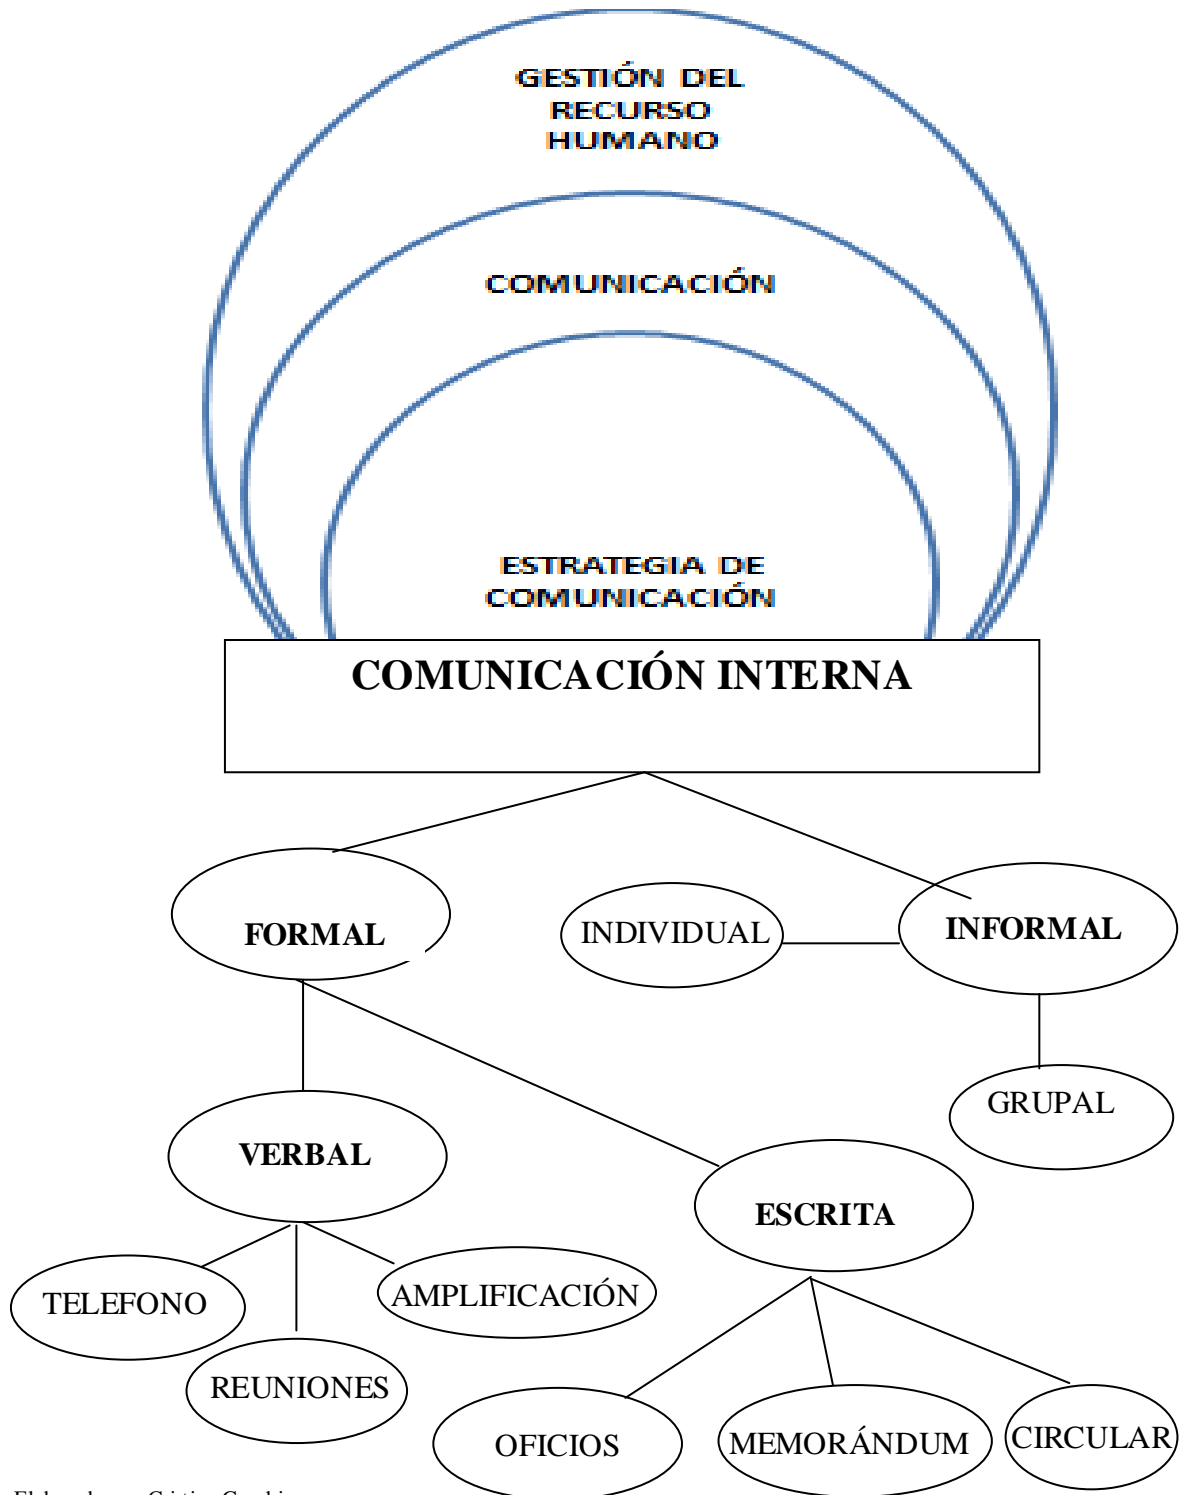 GESTIÓN DEL
RECURSO
HUMANO
COMUNICACIÓN
ESTRATEGIA DE
COMUNICACIÓN
COMUNICACIÓN INTERNA
FORMAL
INDIVIDUAL
INFORMAL
GRUPAL
VERBAL
ESCRITA
TELEFONO
AMPLIFICACIÓN
REUNIONES
OFICIOS
MEMORÁNDUM
CIRCULAR